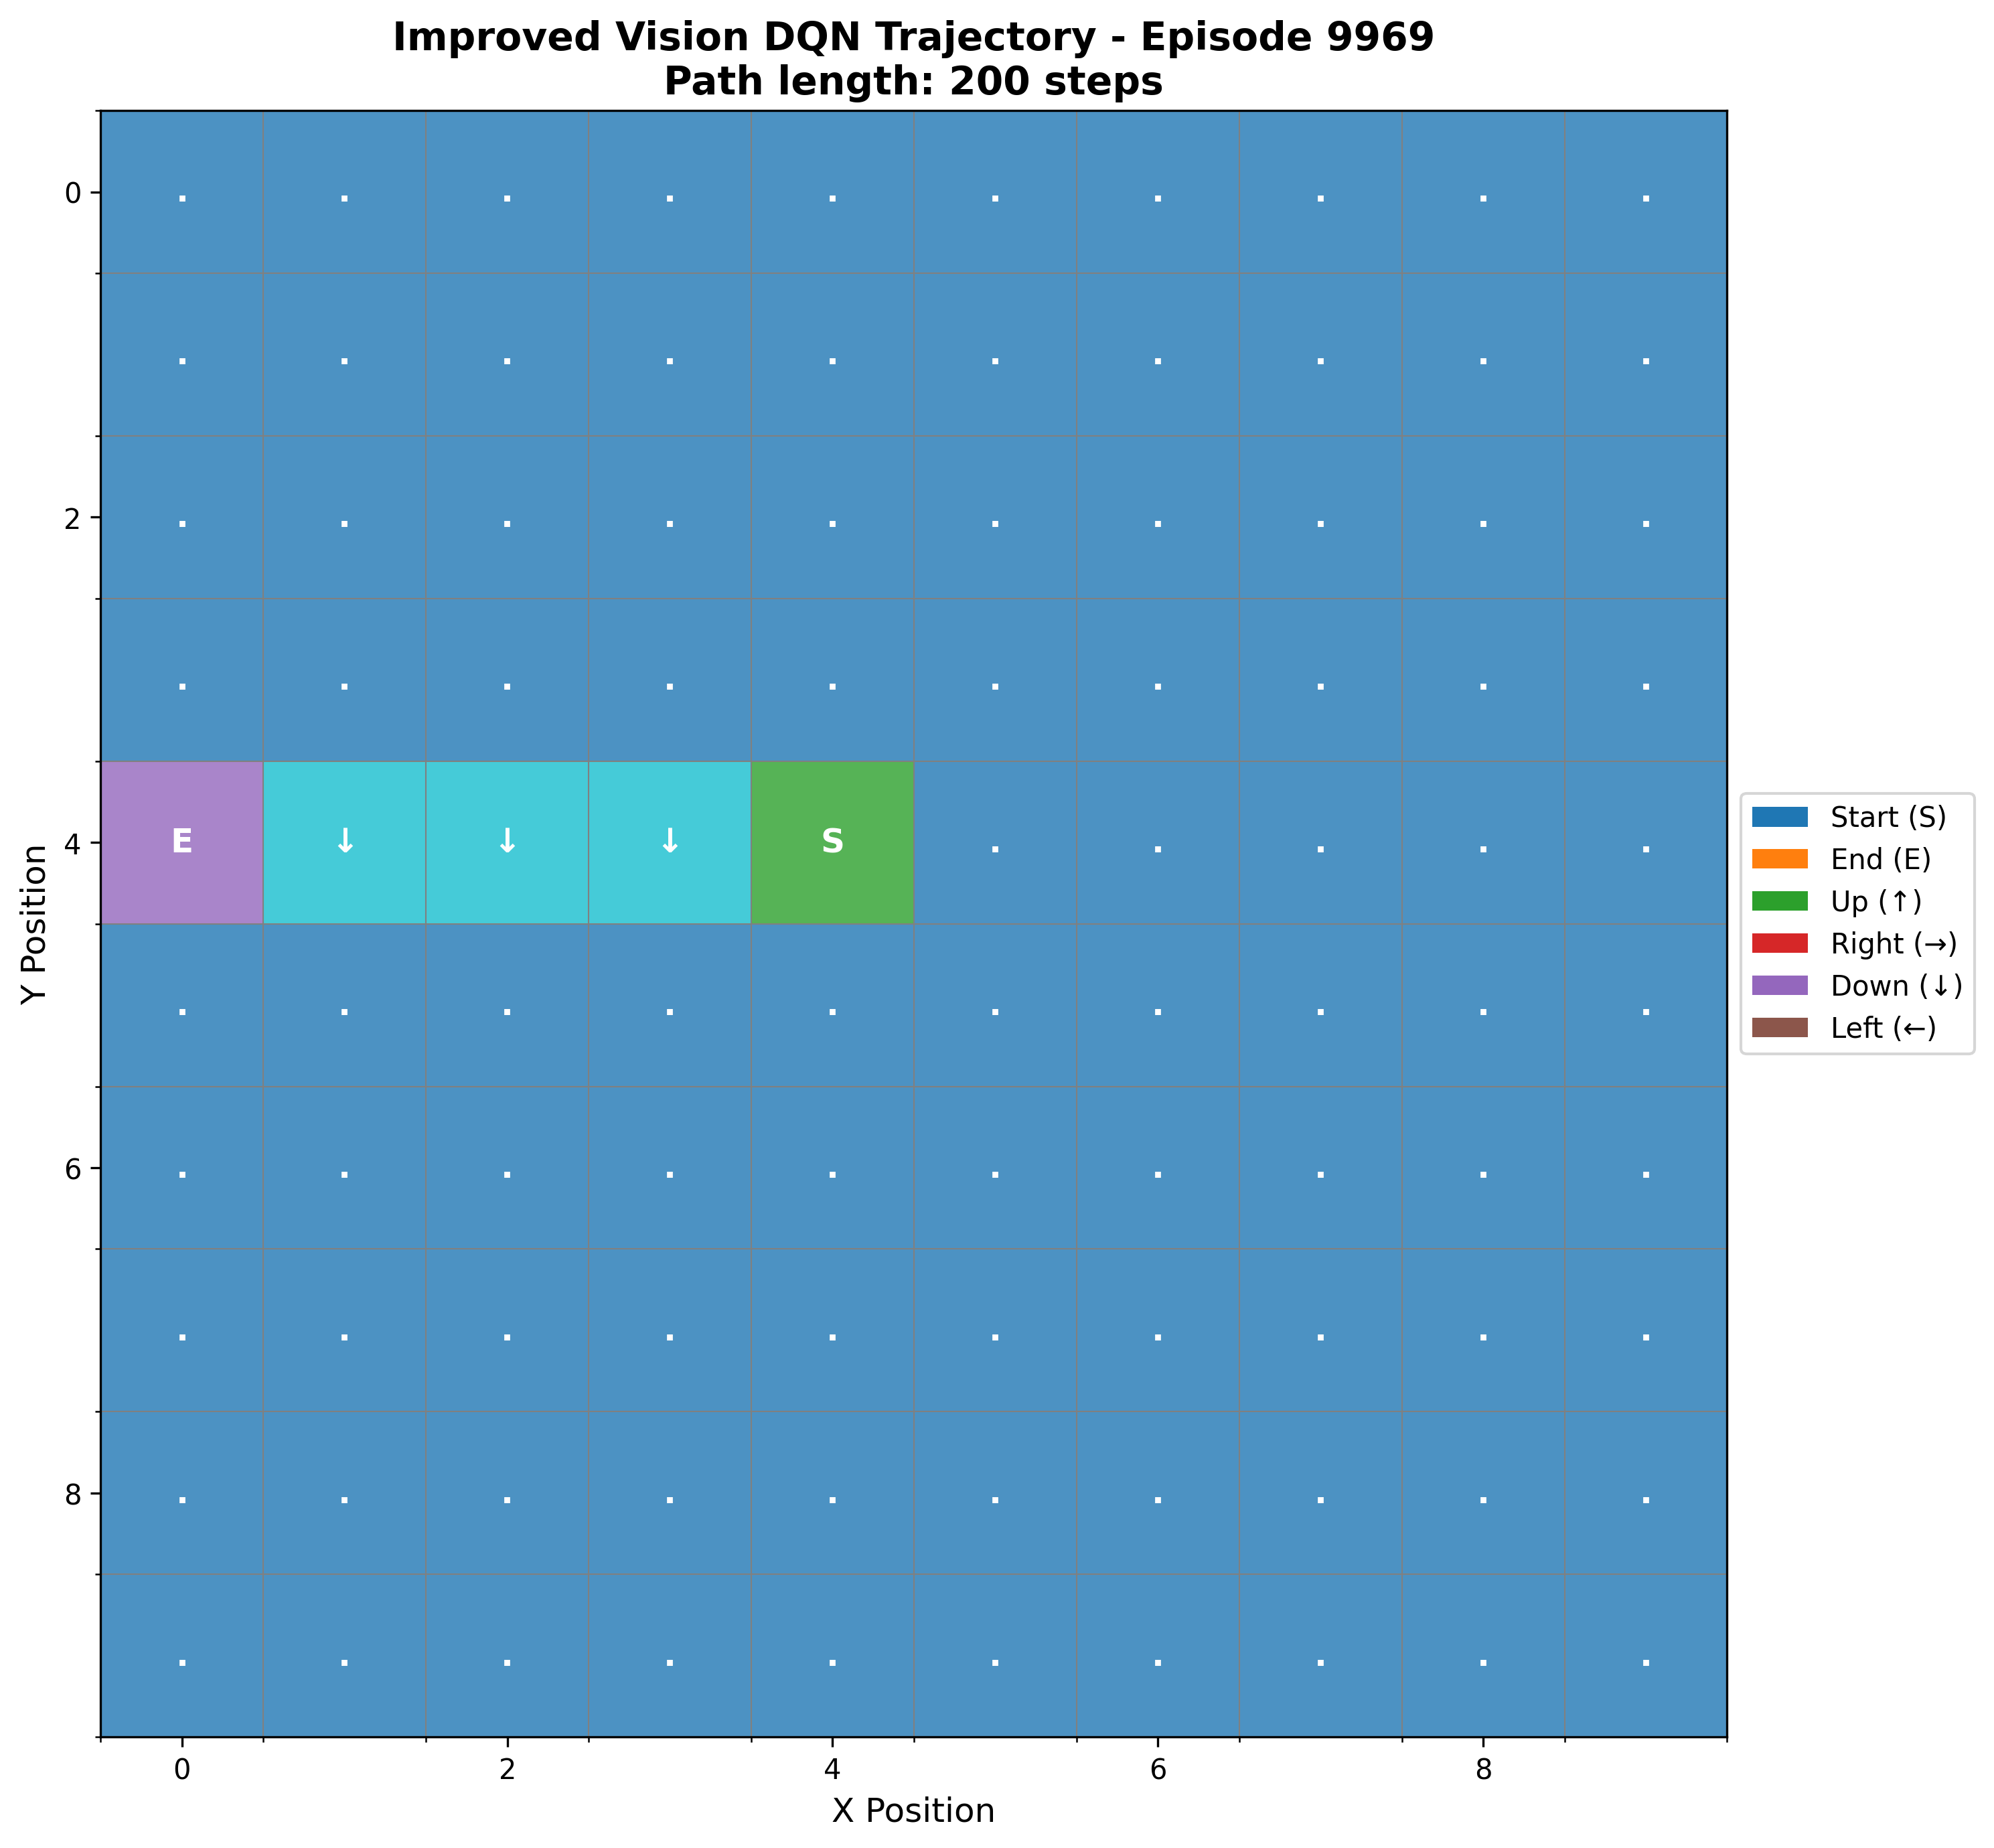 Improved Vision DQN Trajectory - Episode 9969
Path length: 200 steps
0
2
4
6
8
Y Position
E ↓ ↓ ↓ S
Start (S)
End (E)
Up (↑)
Right (→)
Down (↓)
Left (←)
0 2 4 6 8
X Position